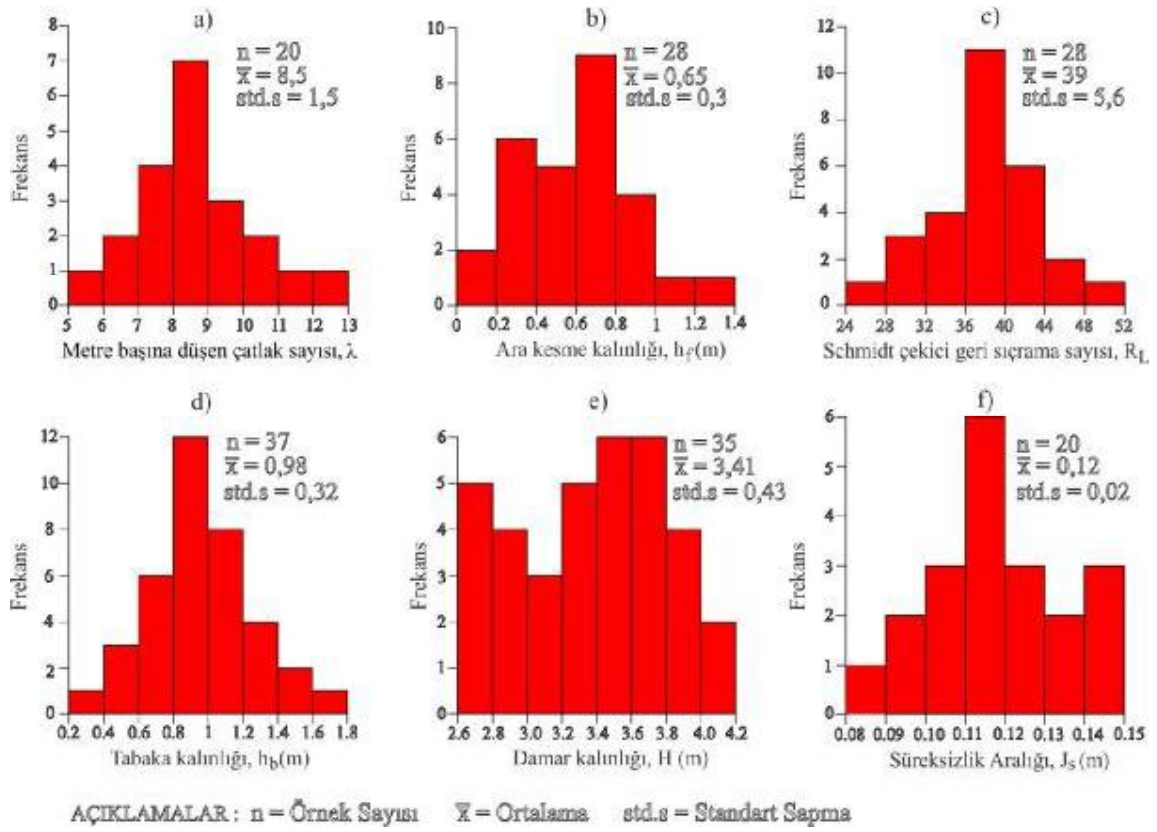 a)
n = 20
x̄ = 8,5
std.s = 1,5
Frekans
8
7
6
5
4
3
2
1
0
5 6 7 8 9 10 11 12 13
Metre başına düşen çatlak sayısı, λ
b)
n = 28
x̄ = 0,65
std.s = 0,3
Frekans
10
8
6
4
2
0
0 0.2 0.4 0.6 0.8 1 1.2 1.4
Ara kesme kalınlığı, hf(m)
c)
n = 28
x̄ = 39
std.s = 5,6
Frekans
12
10
8
6
4
2
0
24 28 32 36 40 44 48 52
Schmidt çekici geri sıçrama sayısı, RL
d)
n = 37
x̄ = 0,98
std.s = 0,32
Frekans
12
10
8
6
4
2
0
0.2 0.4 0.6 0.8 1 1.2 1.4 1.6 1.8
Tabaka kalınlığı, hb(m)
e)
n = 35
x̄ = 3,41
std.s = 0,43
Frekans
6
5
4
3
2
1
0
2.6 2.8 3.0 3.2 3.4 3.6 3.8 4.0 4.2
Damar kalınlığı, H (m)
f)
n = 20
x̄ = 0,12
std.s = 0,02
Frekans
6
5
4
3
2
1
0
0.08 0.09 0.10 0.11 0.12 0.13 0.14 0.15
Süreksizlik Aralığı, Js (m)
AÇIKLAMALAR : n = Örnek Sayısı x̄ = Ortalama std.s = Standart Sapma